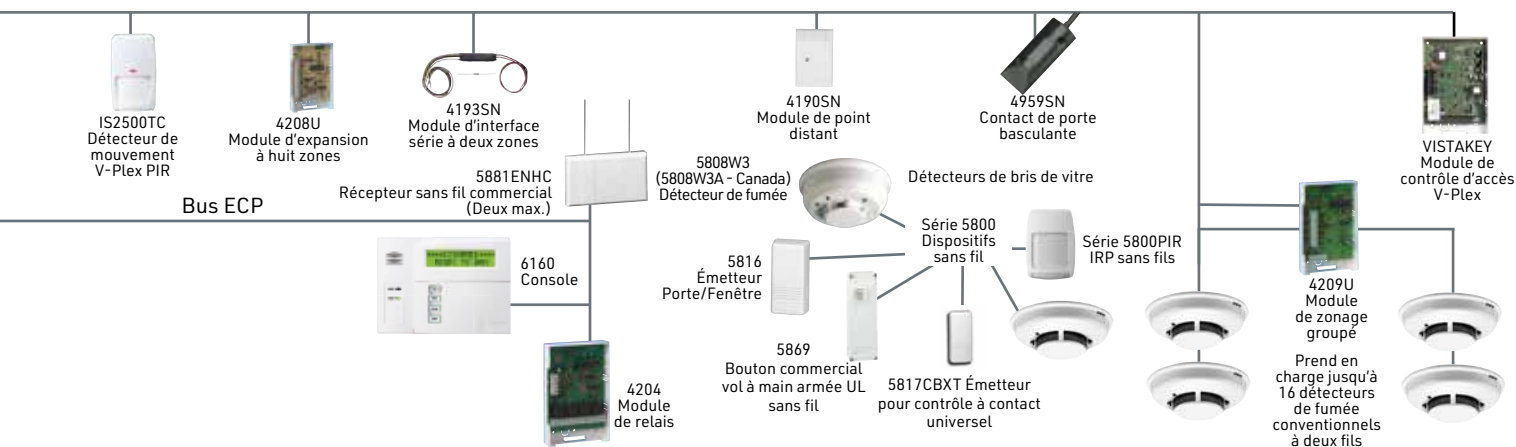 IS2500TC
Détecteur de
mouvement
V-Plex PIR
4208U
Module d'expansion
à huit zones
4193SN
Module d'interface
série à deux zones
4190SN
Module de point
distant
4959SN
Contact de porte
basculante
VISTAKEY
Module de
contrôle d'accès
V-Plex
5881ENHC
Récepteur sans fil commercial
(Deux max.)
5808W3
(5808W3A - Canada)
Détecteur de fumée
Détecteurs de bris de vitre
Bus ECP
6160
Console
5816
Émetteur
Porte/Fenêtre
Série 5800
Dispositifs
sans fil
Série 5800PIR
IRP sans fils
4209U
Module
de zonage
groupé
Prend en
charge jusqu'à
16 détecteurs
de fumée
conventionnels
à deux fils
4204
Module
de relais
5869
Bouton commercial
vol à main armée UL
sans fil
5817CBXT Émetteur
pour contrôle à contact
universel